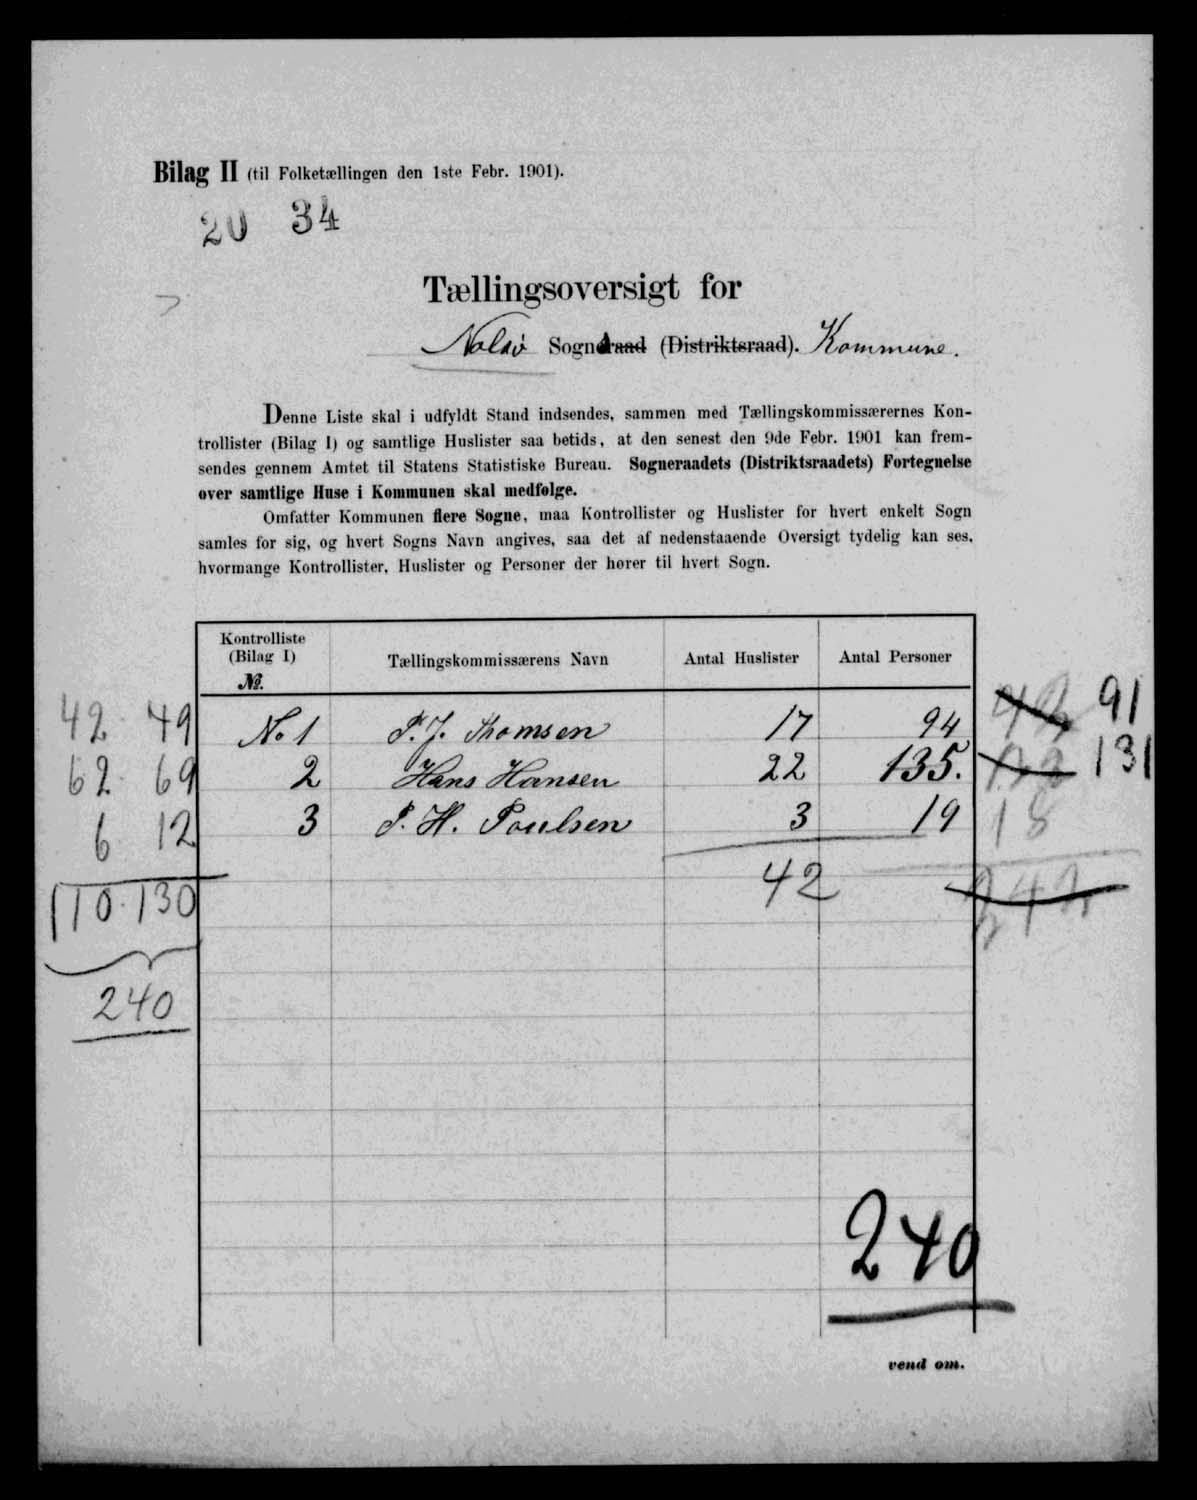 Bilag II (til Folketællingen den 1ste Febr. 1901).
20 34
Tællingsoversigt for
Nolsø Sogneraad (Distriktsraad). Kommune.
Denne Liste skal i udfyldt Stand indsendes, sammen med Tællingskommissærernes Kon-
trollister (Bilag I) og samtlige Huslister saa betids, at den senest den 9de Febr. 1901 kan frem-
sendes gennem Amtet til Statens Statistiske Bureau. Sogneraadets (Distriktsraadets) Fortegnelse
over samtlige Huse i Kommunen skal medfølge.
Omfatter Kommunen flere Sogne, maa Kontrollister og Huslister for hvert enkelt Sogn
samles for sig, og hvert Sogns Navn angives, saa det af nedenstaaende Oversigt tydelig kan ses,
hvormange Kontrollister, Huslister og Personer der hører til hvert Sogn.
Kontrolliste (Bilag I) №. Tællingskommissærens Navn Antal Huslister Antal Personer
42 49 No 1 P. J. Thomsen 17 94 91
62 69 2 Hans Hansen 22 135. 131
6 12 3 P. H. Poulsen 3 19 18
110 130 42 242
240
240
vend om.